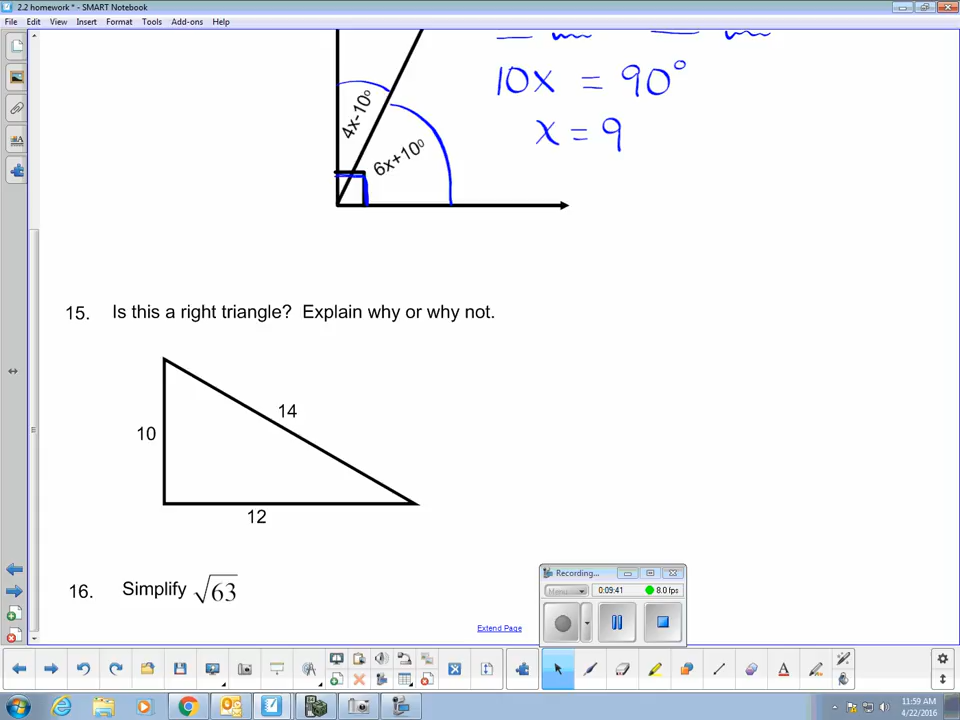 2.2 homework * - SMART Notebook
File Edit View Insert Format Tools Add-ons Help
10x = 90°
x = 9
4x-10°
6x+10°
15. Is this a right triangle? Explain why or why not.
14
10
12
16. Simplify √63
Recording...
Menu
0:09:41 8.0 fps
Extend Page
11:59 AM
4/22/2016